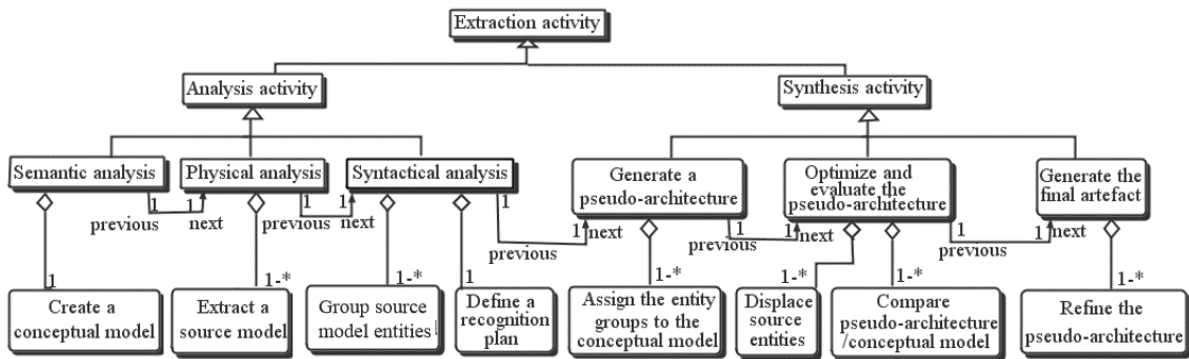 Extraction activity
Analysis activity
Synthesis activity
Semantic analysis
Physical analysis
Syntactical analysis
Generate a
pseudo-architecture
Optimize and
evaluate the
pseudo-architecture
Generate the
final artefact
1
previous
1
next
1
previous
1
next
1
previous
1
next
1
previous
1
next
1
previous
1
next
1
1-*
1-*
1
1-*
1-*
1-*
1-*
Create a
conceptual model
Extract a
source model
Group source
model entities
Define a
recognition
plan
Assign the entity
groups to the
conceptual model
Displace
source
entities
Compare
pseudo-architecture
/conceptual model
Refine the
pseudo-architecture